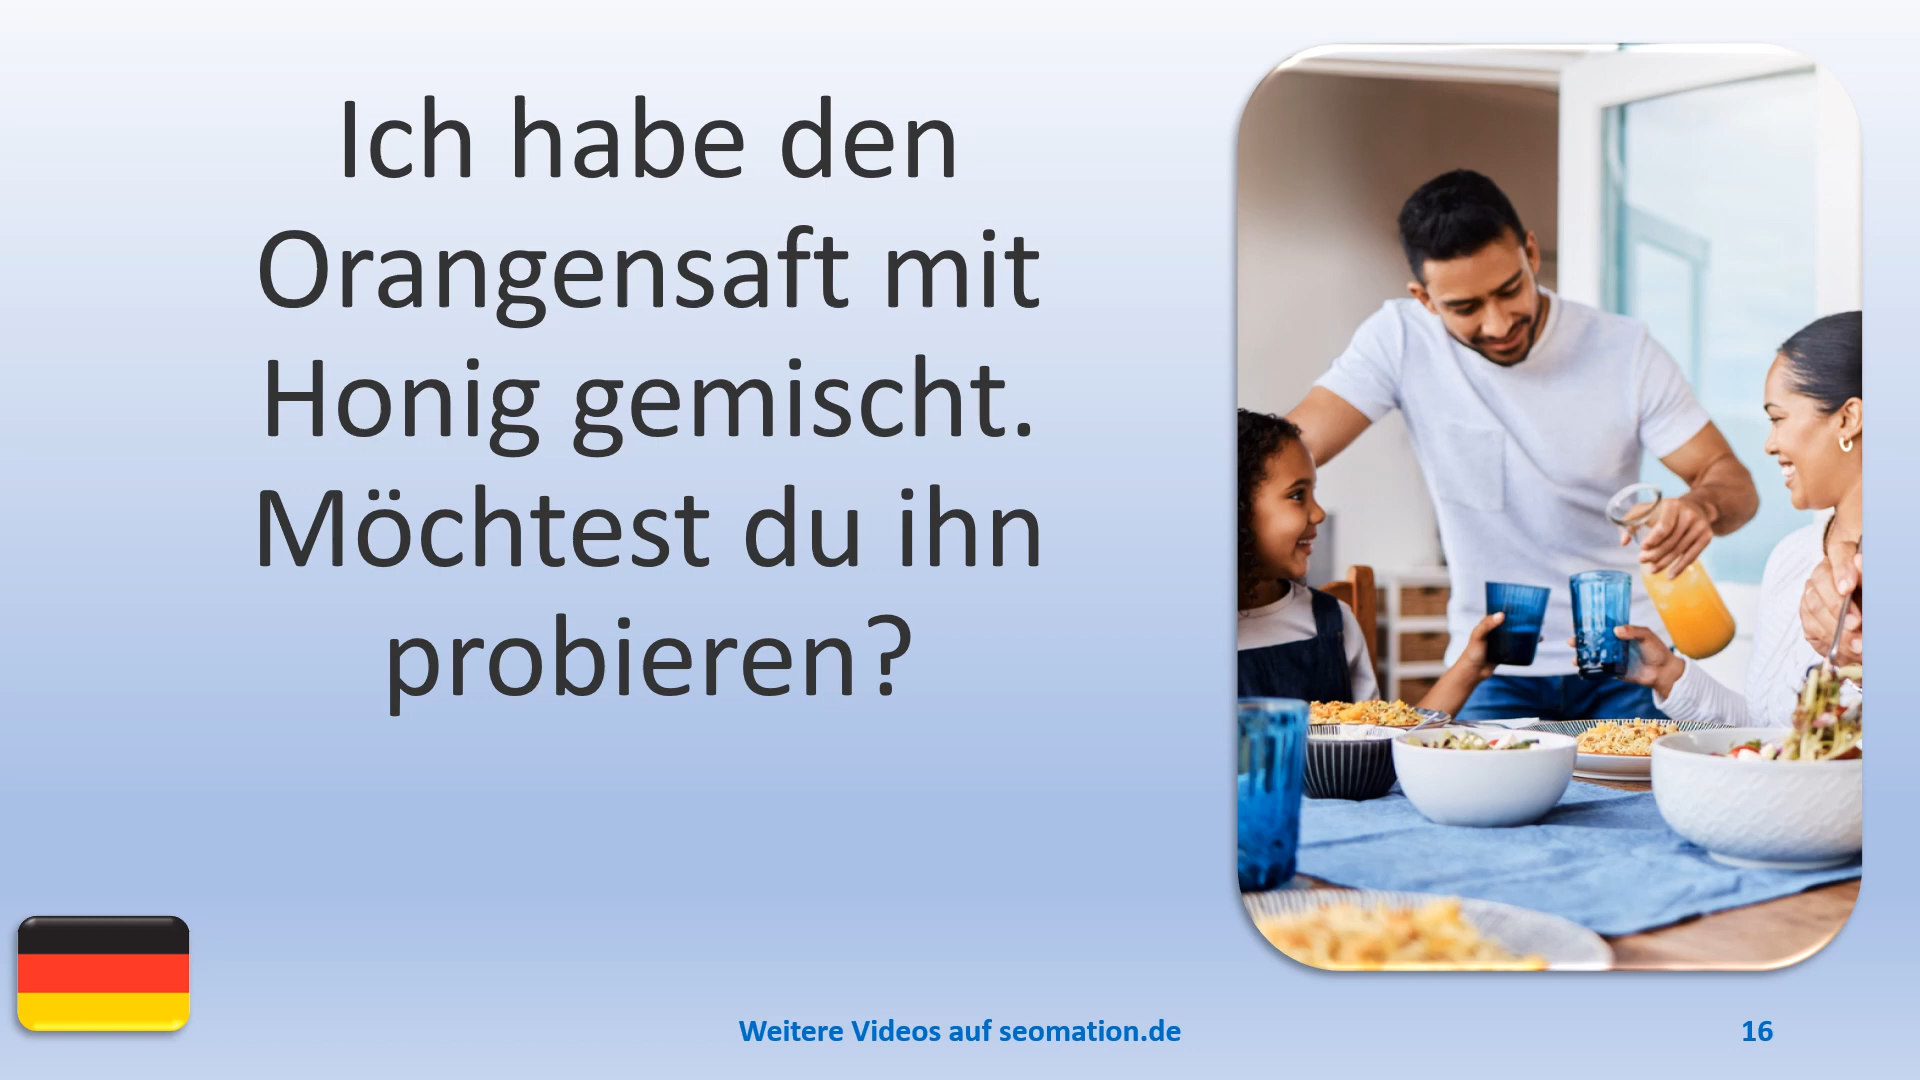 Ich habe den
Orangensaft mit
Honig gemischt.
Möchtest du ihn
probieren?
Weitere Videos auf seomation.de
16